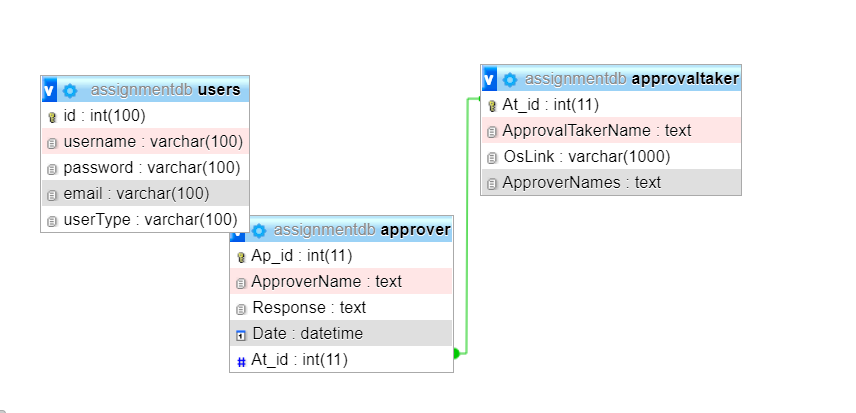 v assignmentdb users
id : int(100)
username : varchar(100)
password : varchar(100)
email : varchar(100)
userType : varchar(100)
v assignmentdb approvaltaker
At_id : int(11)
ApprovalTakerName : text
OsLink : varchar(1000)
ApproverNames : text
v assignmentdb approver
Ap_id : int(11)
ApproverName : text
Response : text
Date : datetime
# At_id : int(11)